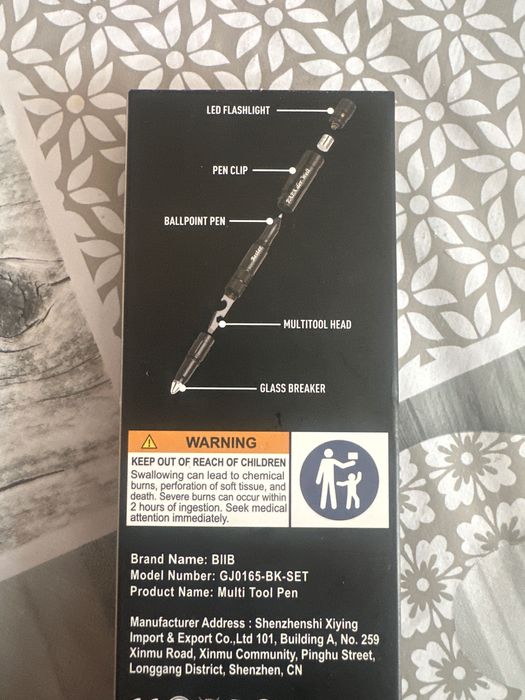 LED FLASHLIGHT
PEN CLIP
BALLPOINT PEN
MULTITOOL HEAD
GLASS BREAKER
WARNING
KEEP OUT OF REACH OF CHILDREN
Swallowing can lead to chemical
burns, perforation of soft tissue, and
death. Severe burns can occur within
2 hours of ingestion. Seek medical
attention immediately.
Brand Name: BIIB
Model Number: GJ0165-BK-SET
Product Name: Multi Tool Pen
Manufacturer Address : Shenzhenshi Xiying
Import & Export Co.,Ltd 101, Building A, No. 259
Xinmu Road, Xinmu Community, Pinghu Street,
Longgang District, Shenzhen, CN